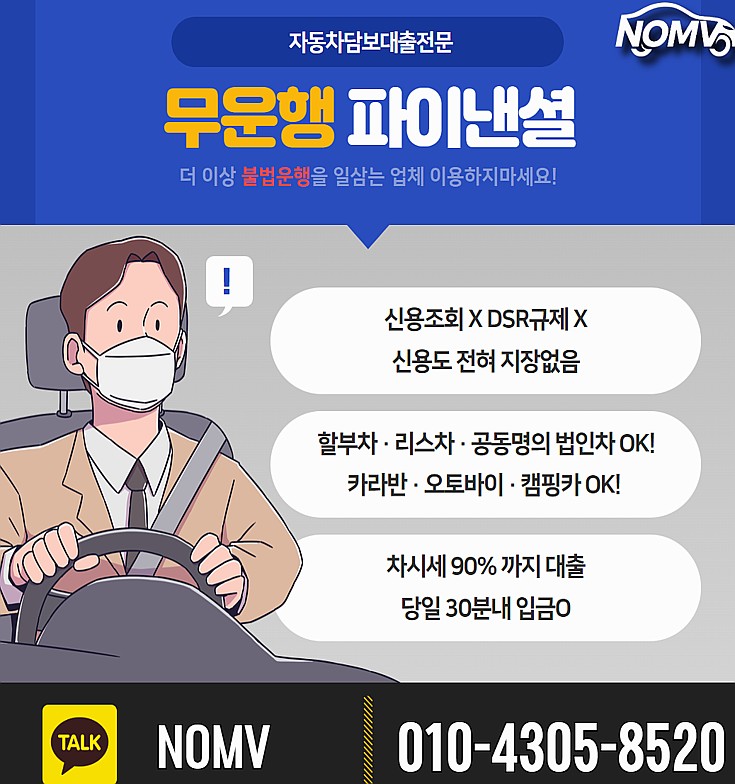 자동차담보대출전문
NOMV
무운행 파이낸셜
더 이상 불법운행을 일삼는 업체 이용하지마세요!
!
신용조회 X DSR규제 X
신용도 전혀 지장없음
할부차 · 리스차 · 공동명의 법인차 OK!
카라반 · 오토바이 · 캠핑카 OK!
차시세 90% 까지 대출
당일 30분내 입금O
TALK
NOMV
010-4305-8520